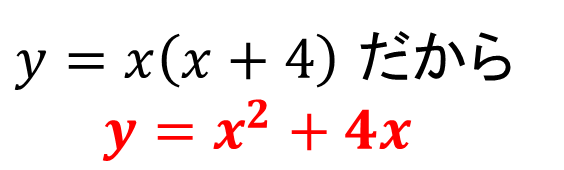 y = x(x + 4) だから
y = x² + 4x